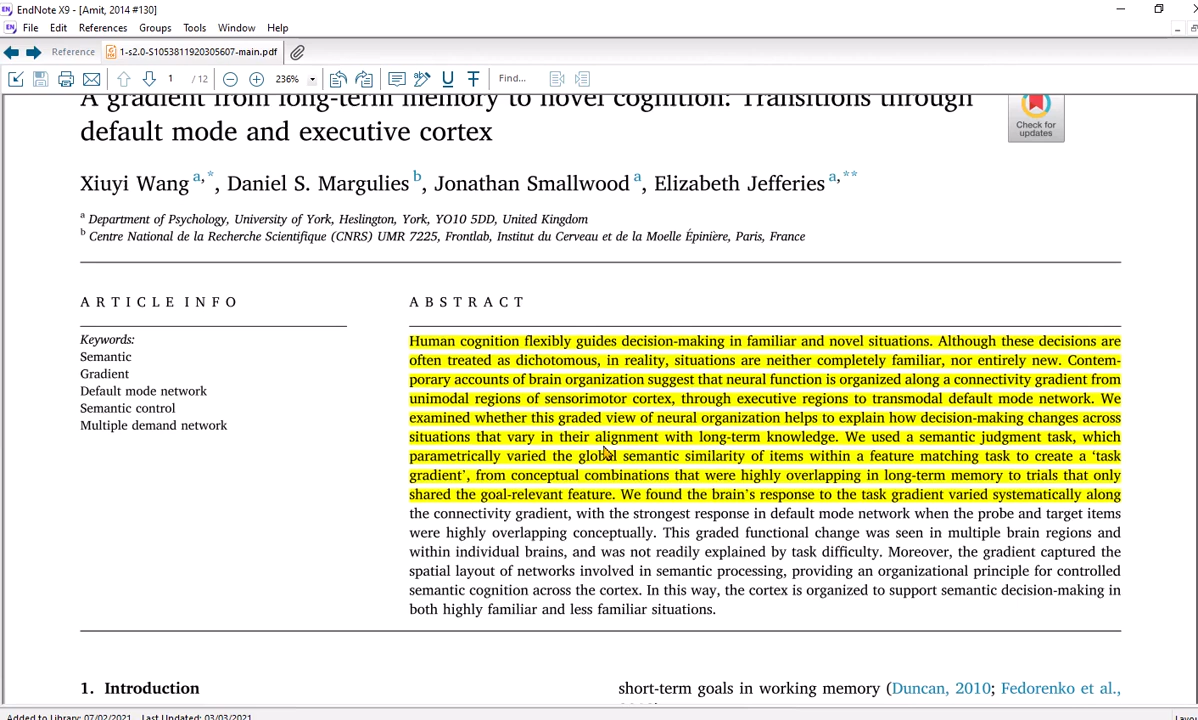 EndNote X9 - [Amit, 2014 #130]
File Edit References Groups Tools Window Help
Reference 1-s2.0-S1053811920305607-main.pdf
1 / 12 236% Find...
A gradient from long-term memory to novel cognition: Transitions through
default mode and executive cortex
Check for
updates
Xiuyi Wang a,*, Daniel S. Margulies b, Jonathan Smallwood a, Elizabeth Jefferies a,**
a Department of Psychology, University of York, Heslington, York, YO10 5DD, United Kingdom
b Centre National de la Recherche Scientifique (CNRS) UMR 7225, Frontlab, Institut du Cerveau et de la Moelle Épinière, Paris, France
ARTICLE INFO
Keywords:
Semantic
Gradient
Default mode network
Semantic control
Multiple demand network
ABSTRACT
Human cognition flexibly guides decision-making in familiar and novel situations. Although these decisions are
often treated as dichotomous, in reality, situations are neither completely familiar, nor entirely new. Contem-
porary accounts of brain organization suggest that neural function is organized along a connectivity gradient from
unimodal regions of sensorimotor cortex, through executive regions to transmodal default mode network. We
examined whether this graded view of neural organization helps to explain how decision-making changes across
situations that vary in their alignment with long-term knowledge. We used a semantic judgment task, which
parametrically varied the global semantic similarity of items within a feature matching task to create a ‘task
gradient’, from conceptual combinations that were highly overlapping in long-term memory to trials that only
shared the goal-relevant feature. We found the brain’s response to the task gradient varied systematically along
the connectivity gradient, with the strongest response in default mode network when the probe and target items
were highly overlapping conceptually. This graded functional change was seen in multiple brain regions and
within individual brains, and was not readily explained by task difficulty. Moreover, the gradient captured the
spatial layout of networks involved in semantic processing, providing an organizational principle for controlled
semantic cognition across the cortex. In this way, the cortex is organized to support semantic decision-making in
both highly familiar and less familiar situations.
1. Introduction
short-term goals in working memory (Duncan, 2010; Fedorenko et al.,
Added to Library: 07/02/2021 Last Updated: 03/03/2021